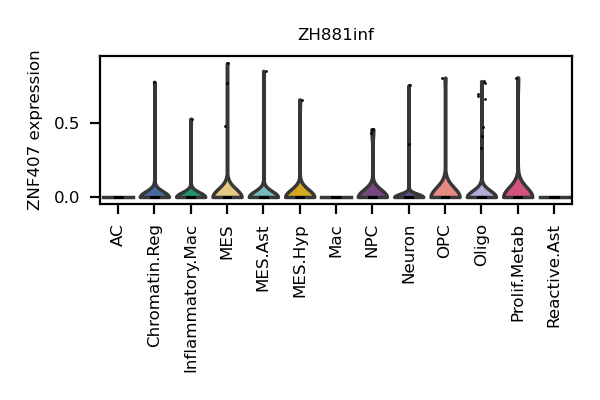 ZH881inf
ZNF407 expression
0.5
0.0
AC
Chromatin.Reg
Inflammatory.Mac
MES
MES.Ast
MES.Hyp
Mac
NPC
Neuron
OPC
Oligo
Prolif.Metab
Reactive.Ast